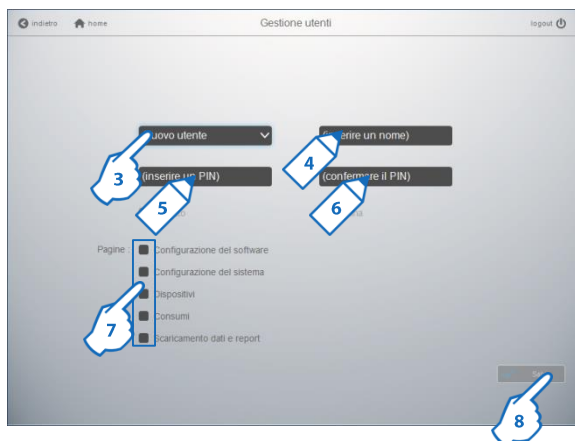 indietro home Gestione utenti logout
uovo utente (in erire un nome)
3 4
(inserire un PIN) (confermare il PIN)
5 6
Pagine : Configurazione del software
Configurazione del sistema
Dispositivi
Consumi
7
Scaricamento dati e report
8